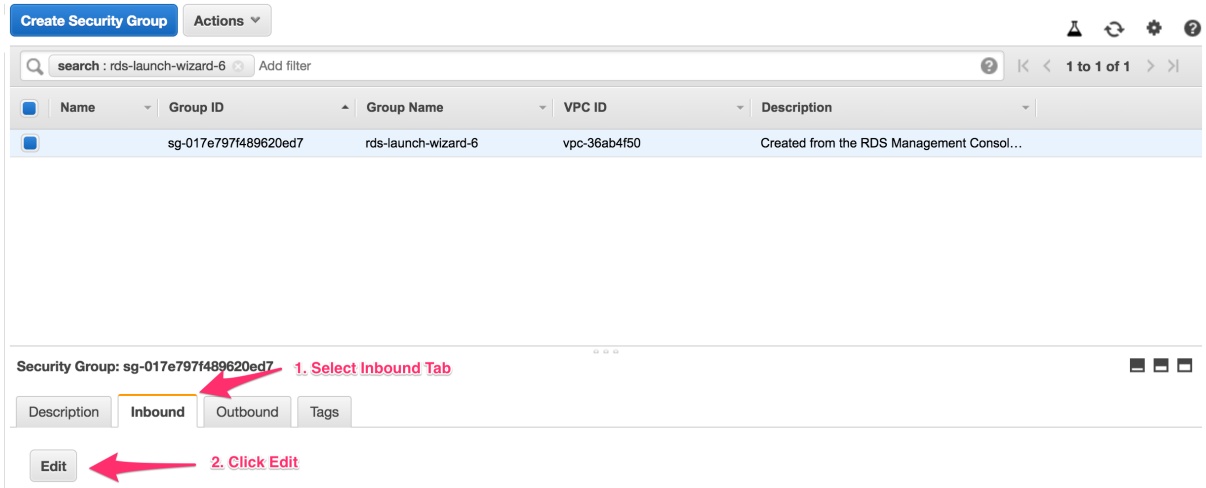 Create Security Group Actions
search : rds-launch-wizard-6 Add filter 1 to 1 of 1
Name Group ID Group Name VPC ID Description
sg-017e797f489620ed7 rds-launch-wizard-6 vpc-36ab4f50 Created from the RDS Management Consol…
Security Group: sg-017e797f489620ed7 1. Select Inbound Tab
Description Inbound Outbound Tags
Edit 2. Click Edit